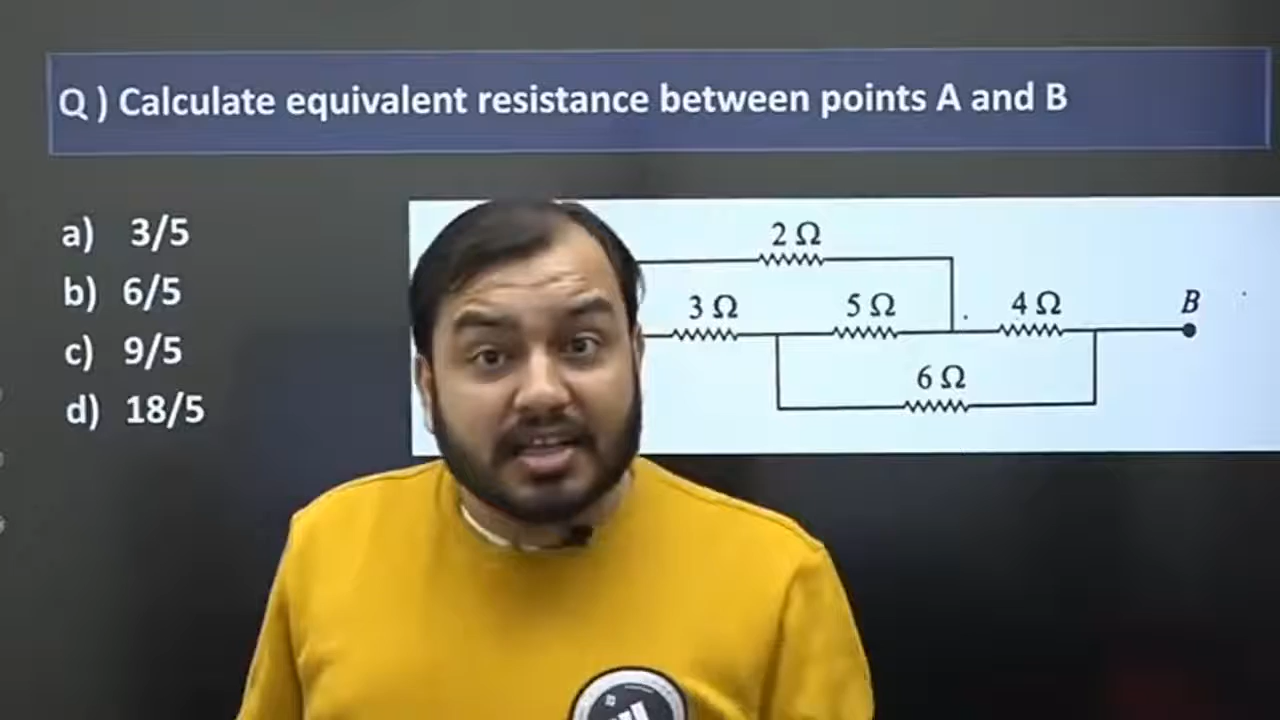 Q ) Calculate equivalent resistance between points A and B
a) 3/5
b) 6/5
c) 9/5
d) 18/5
2 Ω
3 Ω
5 Ω
4 Ω
B
6 Ω